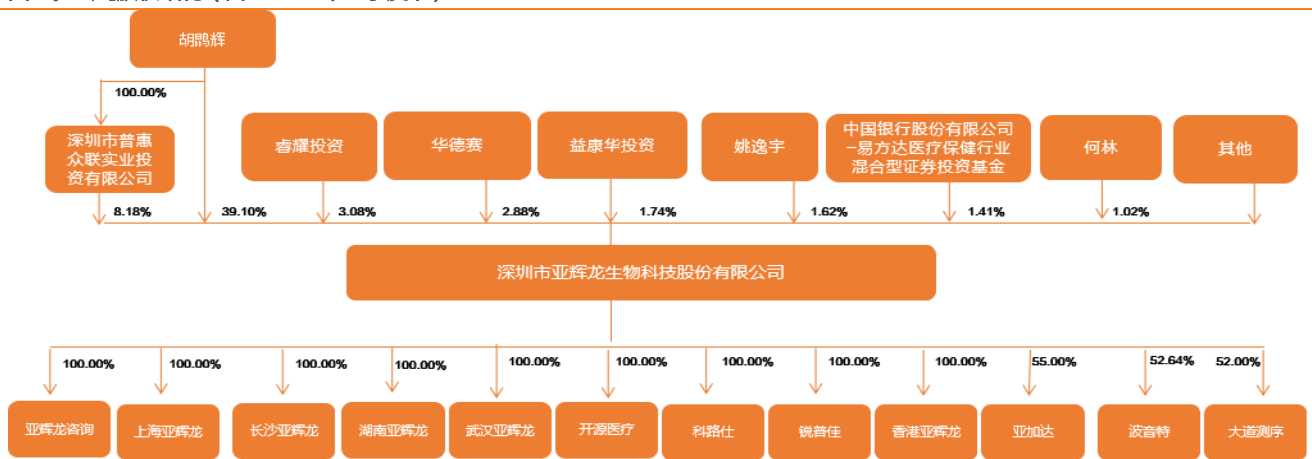 胡鹍辉
100.00%
深圳市普惠
众联实业投
资有限公司
睿耀投资
华德赛
益康华投资
姚逸宇
中国银行股份有限公司
–易方达医疗保健行业
混合型证券投资基金
何林
其他
8.18%
39.10%
3.08%
2.88%
1.74%
1.62%
1.41%
1.02%
深圳市亚辉龙生物科技股份有限公司
100.00%
100.00%
100.00%
100.00%
100.00%
100.00%
100.00%
100.00%
100.00%
55.00%
52.64%
52.00%
亚辉龙咨询
上海亚辉龙
长沙亚辉龙
湖南亚辉龙
武汉亚辉龙
开源医疗
科路仕
锐普佳
香港亚辉龙
亚加达
波音特
大道测序